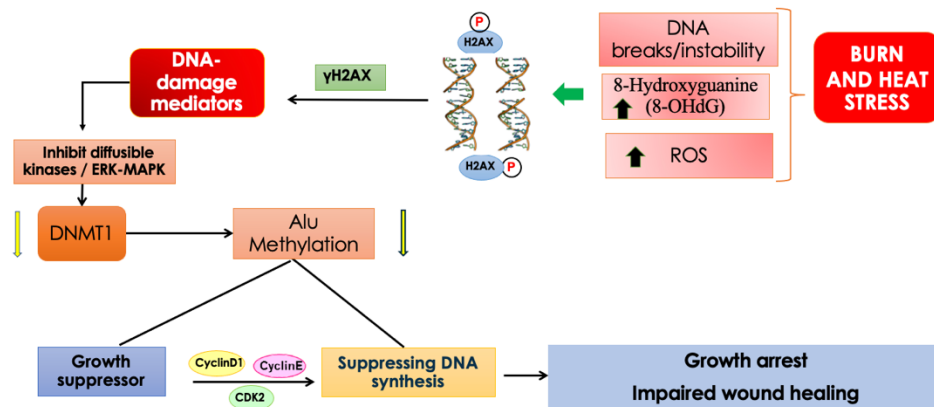 DNA-
damage
mediators
γH2AX
P
H2AX
H2AX
P
DNA
breaks/instability
8-Hydroxyguanine
(8-OHdG)
ROS
BURN
AND HEAT
STRESS
Inhibit diffusible
kinases / ERK-MAPK
DNMT1
Alu
Methylation
Growth
suppressor
CyclinD1
CyclinE
CDK2
Suppressing DNA
synthesis
Growth arrest
Impaired wound healing